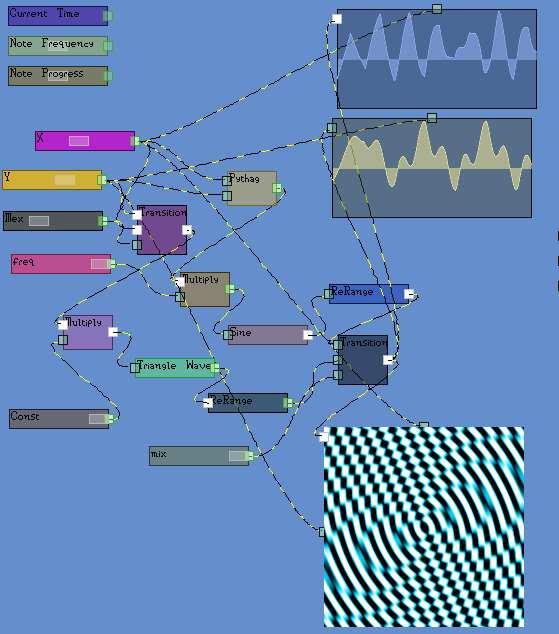 Current Time
Note Frequency
Note Progress
X
Y
Pythag
Mex
Transition
freq
Multiply
ReRange
Multiply
Sine
Transition
Triangle Wave
ReRange
Const
mix